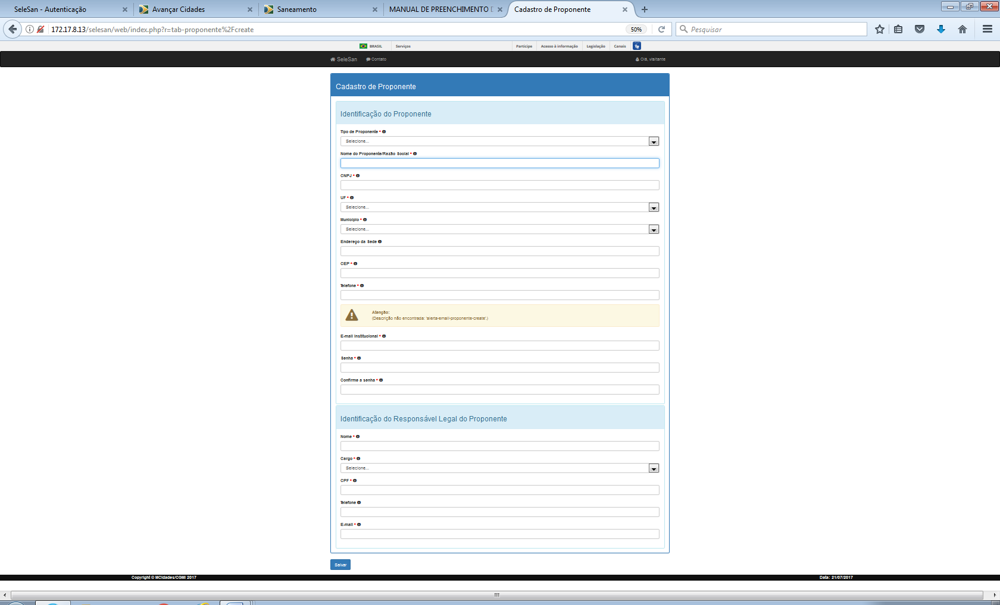 SeleSan - Autenticação
Avançar Cidades
Saneamento
MANUAL DE PREENCHIMENTO
Cadastro de Proponente
172.17.8.13/selesan/web/index.php?r=tab-proponente%2Fcreate
50%
Pesquisar
BRASIL
Serviços
Participe
Acesso à informação
Legislação
Canais
SeleSan
Contato
Olá, visitante
Cadastro de Proponente
Identificação do Proponente
Tipo de Proponente *
Selecione...
Nome do Proponente/Razão Social *
CNPJ *
UF *
Selecione...
Município *
Selecione...
Endereço da Sede
CEP *
Telefone *
Atenção:
(Descrição não encontrada: 'alerta-email-proponente-create'.)
E-mail Institucional *
Senha *
Confirme a senha *
Identificação do Responsável Legal do Proponente
Nome *
Cargo *
Selecione...
CPF *
Telefone
E-mail *
Salvar
Copyright © MCidades/CGMI 2017
Data: 21/07/2017